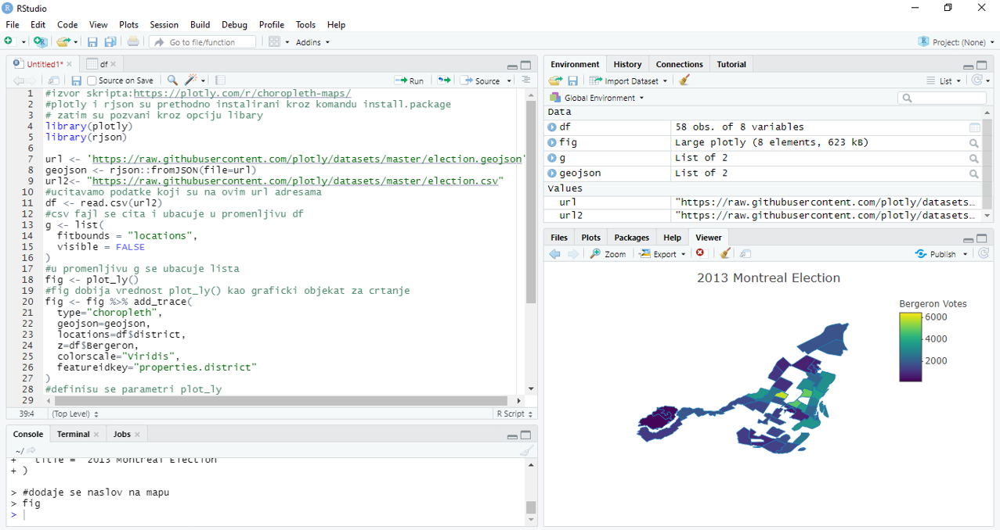 RStudio
File Edit Code View Plots Session Build Debug Profile Tools Help
Go to file/function Addins Project: (None)
Untitled1* df
Source on Save Run Source
1 #izvor skripta:https://plotly.com/r/choropleth-maps/
2 #plotly i rjson su prethodno instalirani kroz komandu install.package
3 # zatim su pozvani kroz opciju libary
4 library(plotly)
5 library(rjson)
6
7 url <- 'https://raw.githubusercontent.com/plotly/datasets/master/election.geojson'
8 geojson <- rjson::fromJSON(file=url)
9 url2<- "https://raw.githubusercontent.com/plotly/datasets/master/election.csv"
10 #ucitavamo podatke koji su na ovim url adresama
11 df <- read.csv(url2)
12 #csv fajl se cita i ubacuje u promenljivu df
13 g <- list(
14 fitbounds = "locations",
15 visible = FALSE
16 )
17 #u promenljivu g se ubacuje lista
18 fig <- plot_ly()
19 #fig dobija vrednost plot_ly() kao graficki objekat za crtanje
20 fig <- fig %>% add_trace(
21 type="choropleth",
22 geojson=geojson,
23 locations=df$district,
24 z=df$Bergeron,
25 colorscale="Viridis",
26 featureidkey="properties.district"
27 )
28 #definisu se parametri plot_ly
29
39:4 (Top Level) R Script
Console Terminal Jobs
~/
+ title = "2013 Montreal Election"
+ )
> #dodaje se naslov na mapu
> fig
>
Environment History Connections Tutorial
Import Dataset List
Global Environment
Data
df 58 obs. of 8 variables
fig Large plotly (8 elements, 623 kB)
g List of 2
geojson List of 2
Values
url "https://raw.githubusercontent.com/plotly/datasets…
url2 "https://raw.githubusercontent.com/plotly/datasets…
Files Plots Packages Help Viewer
Zoom Export Publish
2013 Montreal Election
Bergeron Votes
6000
4000
2000